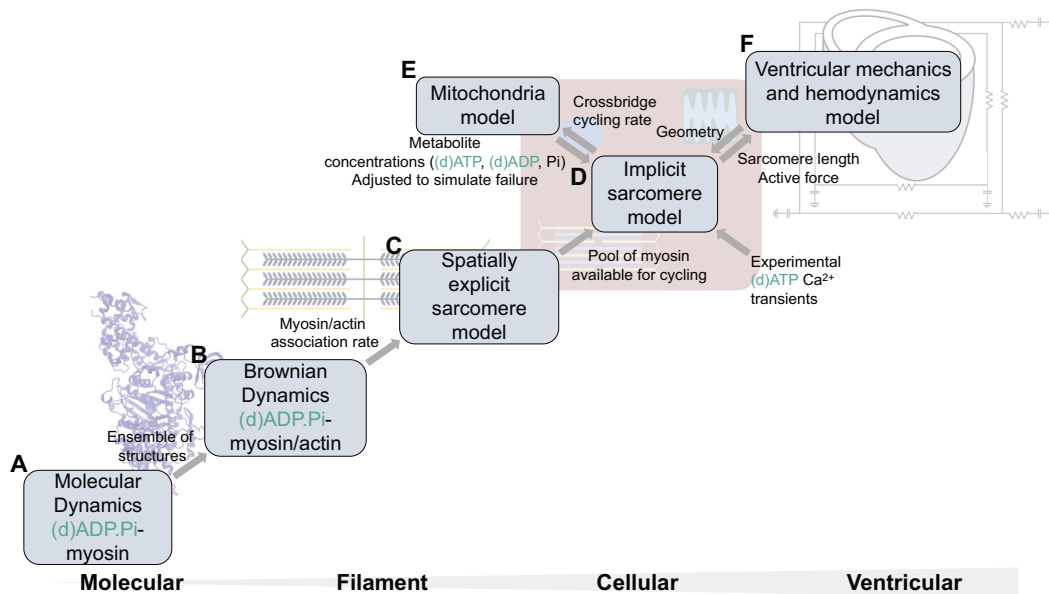 F
Ventricular mechanics
and hemodynamics
model
E
Mitochondria
model
Crossbridge
cycling rate
Geometry
Metabolite
concentrations ((d)ATP, (d)ADP, Pi)
Adjusted to simulate failure
D
Implicit
sarcomere
model
Sarcomere length
Active force
C
Spatially
explicit
sarcomere
model
Pool of myosin
available for cycling
Experimental
(d)ATP Ca²⁺
transients
Myosin/actin
association rate
B
Brownian
Dynamics
(d)ADP.Pi-
myosin/actin
Ensemble of
structures
A
Molecular
Dynamics
(d)ADP.Pi-
myosin
Molecular
Filament
Cellular
Ventricular